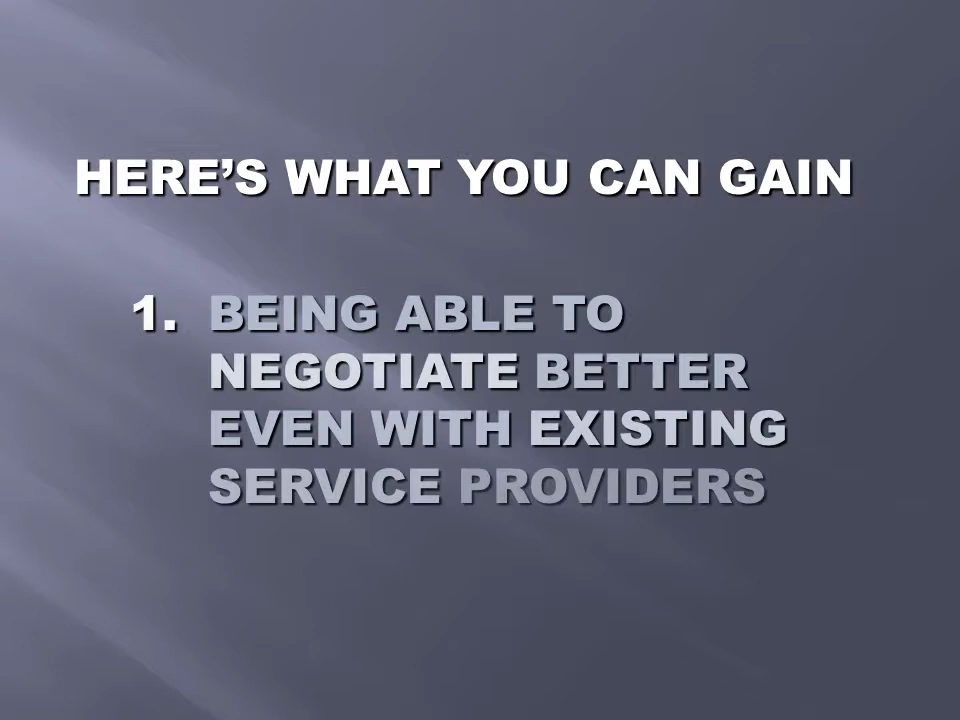 HERE’S WHAT YOU CAN GAIN
1. BEING ABLE TO
NEGOTIATE BETTER
EVEN WITH EXISTING
SERVICE PROVIDERS